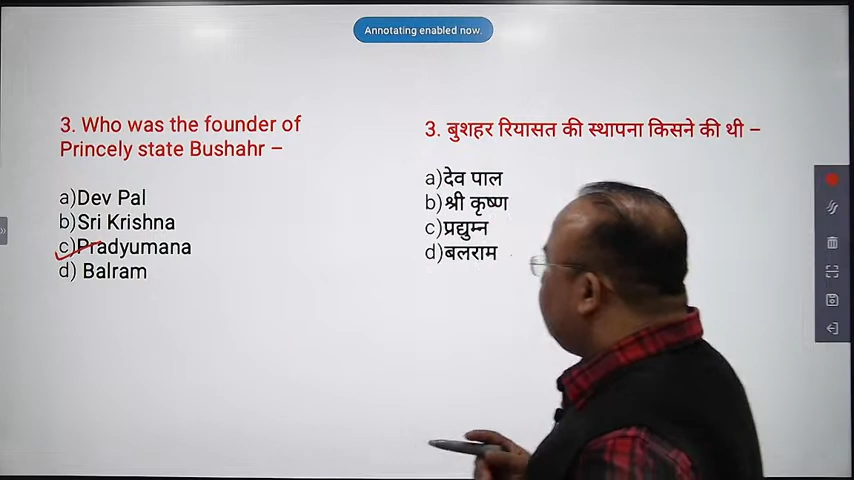 Annotating enabled now.
3. Who was the founder of
Princely state Bushahr –
a)Dev Pal
b)Sri Krishna
c)Pradyumana
d) Balram
3. बुशहर रियासत की स्थापना किसने की थी –
a)देव पाल
b)श्री कृष्ण
c)प्रद्युम्न
d)बलराम